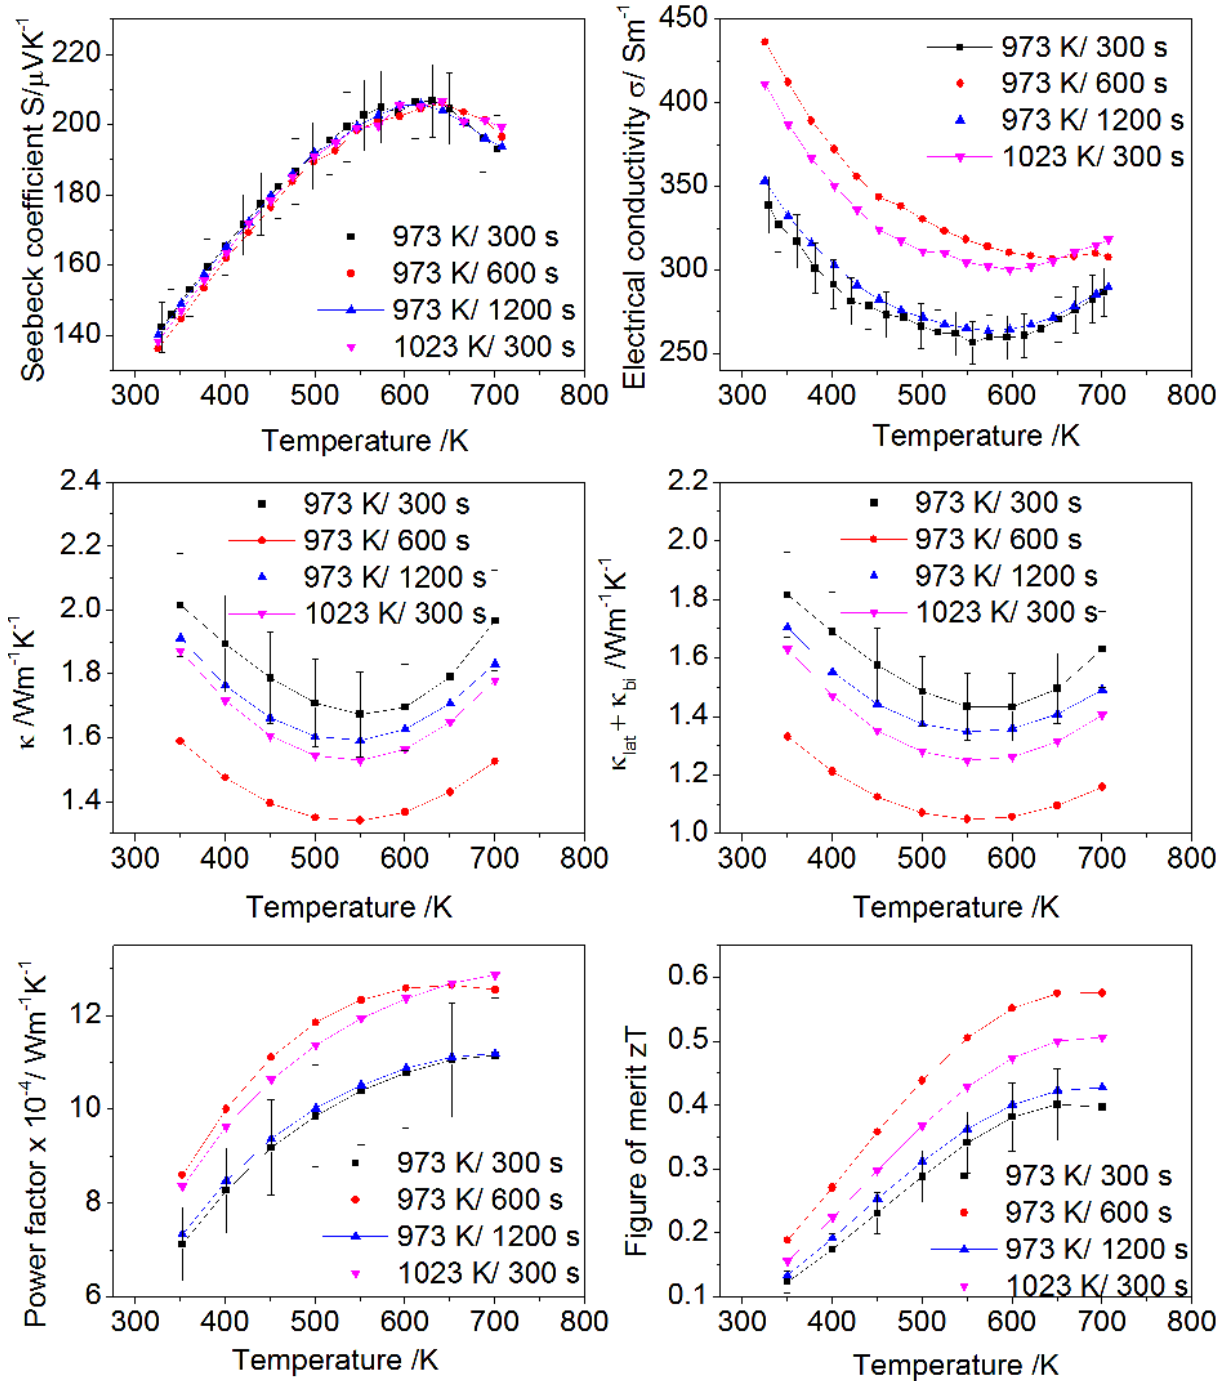 Seebeck coefficient S/μVK⁻¹
220
200
180
160
140
300 400 500 600 700 800
Temperature /K
973 K/ 300 s
973 K/ 600 s
973 K/ 1200 s
1023 K/ 300 s
Electrical conductivity σ/ Sm⁻¹
450
400
350
300
250
300 400 500 600 700 800
Temperature /K
973 K/ 300 s
973 K/ 600 s
973 K/ 1200 s
1023 K/ 300 s
κ /Wm⁻¹K⁻¹
2.4
2.2
2.0
1.8
1.6
1.4
300 400 500 600 700 800
Temperature /K
973 K/ 300 s
973 K/ 600 s
973 K/ 1200 s
1023 K/ 300 s
κlat + κbi /Wm⁻¹K⁻¹
2.2
2.0
1.8
1.6
1.4
1.2
1.0
300 400 500 600 700 800
Temperature /K
973 K/ 300 s
973 K/ 600 s
973 K/ 1200 s
1023 K/ 300 s
Power factor x 10⁻⁴/ Wm⁻¹K⁻¹
12
10
8
6
300 400 500 600 700 800
Temperature /K
973 K/ 300 s
973 K/ 600 s
973 K/ 1200 s
1023 K/ 300 s
Figure of merit zT
0.6
0.5
0.4
0.3
0.2
0.1
300 400 500 600 700 800
Temperature /K
973 K/ 300 s
973 K/ 600 s
973 K/ 1200 s
1023 K/ 300 s